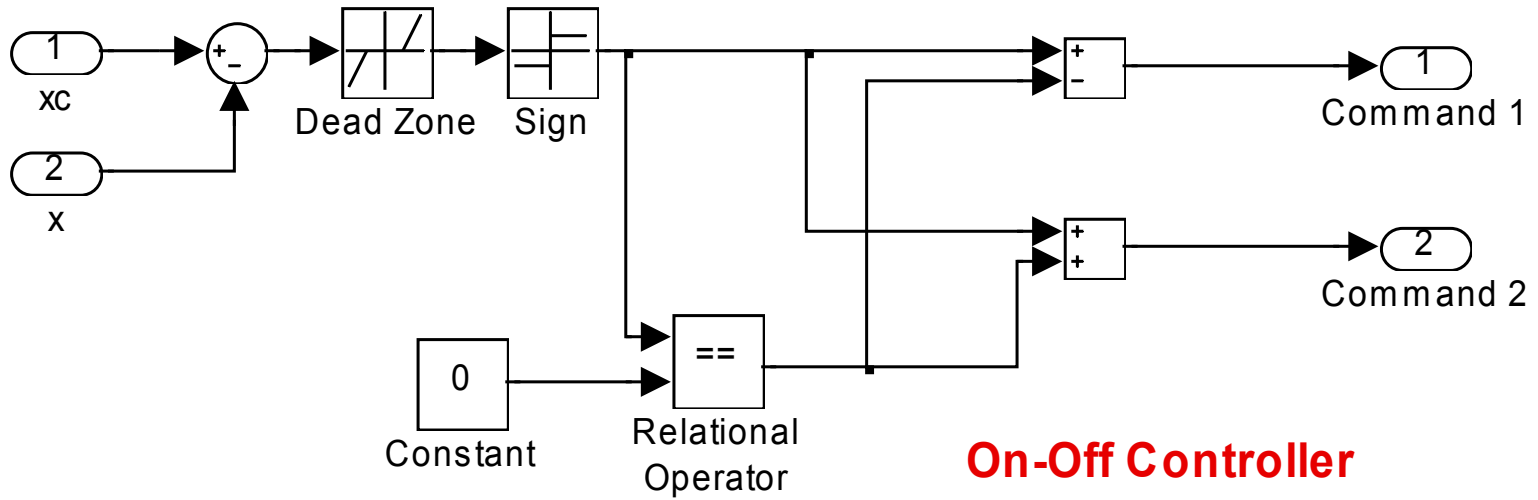 1
xc
2
x
+
−
Dead Zone
Sign
+
−
1
Command 1
+
+
2
Command 2
0
Constant
==
Relational
Operator
On-Off Controller